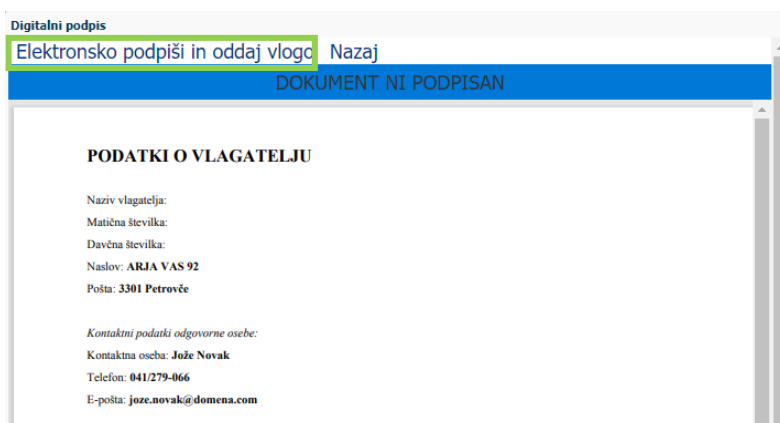 Digitalni podpis
Elektronsko podpiši in oddaj vlogo Nazaj
DOKUMENT NI PODPISAN
PODATKI O VLAGATELJU
Naziv vlagatelja:
Matična številka:
Davčna številka:
Naslov: ARJA VAS 92
Pošta: 3301 Petrovče
Kontaktni podatki odgovorne osebe:
Kontaktna oseba: Jože Novak
Telefon: 041/279-066
E-pošta: joze.novak@domena.com